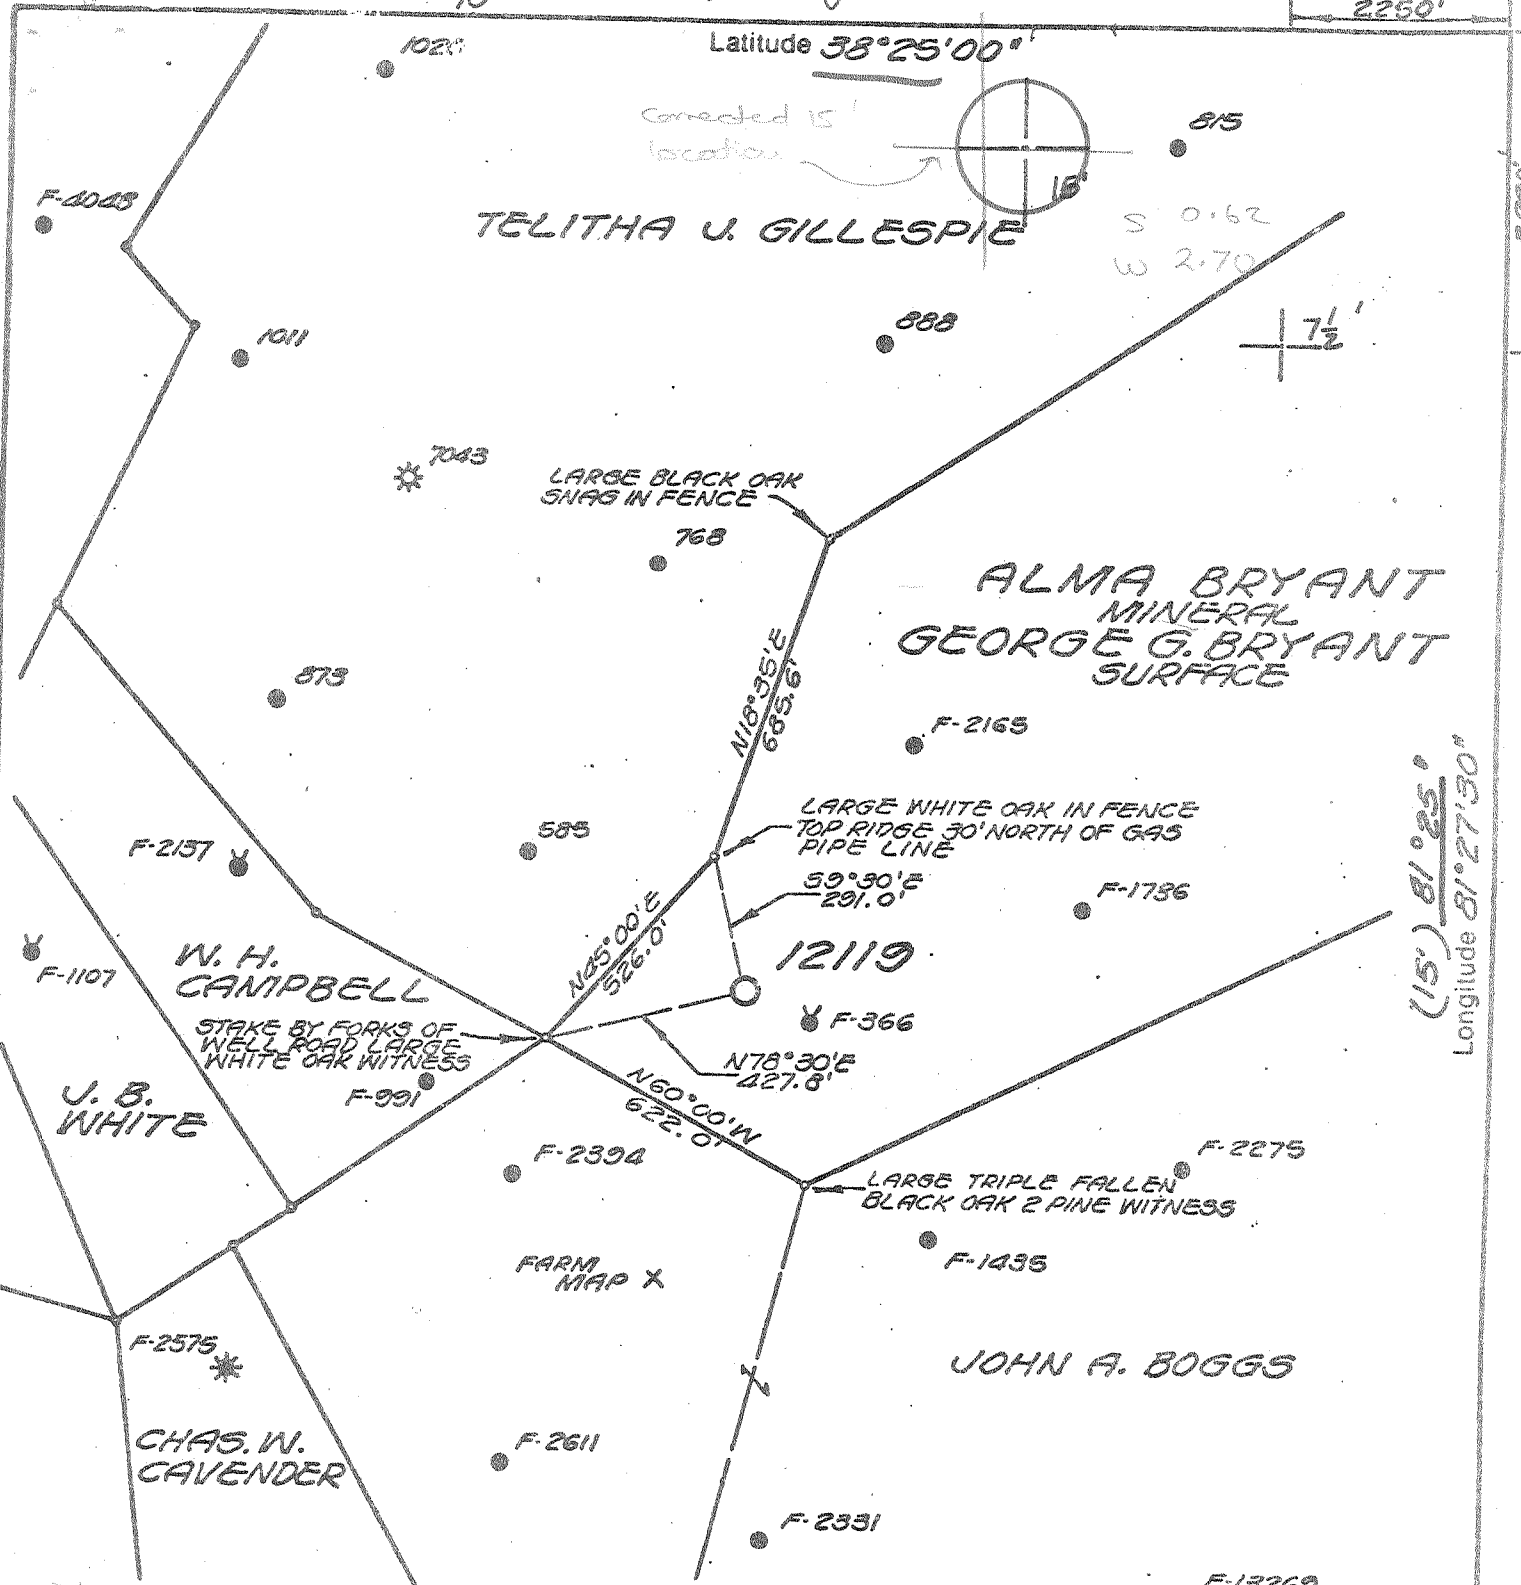 2250'
Latitude 38°25'00"
Corrected 15'
location
815
15'
F-4048
TELITHA J. GILLESPIE
S 0.62
W 2.70
888
7½'
1011
7043
LARGE BLACK OAK
SNAG IN FENCE
768
ALMA BRYANT
MINERAL
GEORGE G. BRYANT
SURFACE
873
N18°35'E
685.6'
F-2165
LARGE WHITE OAK IN FENCE
TOP RIDGE 30' NORTH OF GAS
PIPE LINE
585
F-2157
S9°30'E
291.0'
F-1736
(15') 81°25"
Longitude 81°27'30"
N45°00'E
526.0'
12119
W. H.
CAMPBELL
F-1107
F-366
STAKE BY FORKS OF
WELL ROAD LARGE
WHITE OAK WITNESS
N78°30'E
427.8'
F-991
N60°00'W
622.0'
J. B.
WHITE
F-2394
F-2275
LARGE TRIPLE FALLEN
BLACK OAK 2 PINE WITNESS
F-1435
FARM
MAP X
F-2575
JOHN A. BOGGS
CHAS. W.
CAVENDER
F-2611
F-2331
F-13269